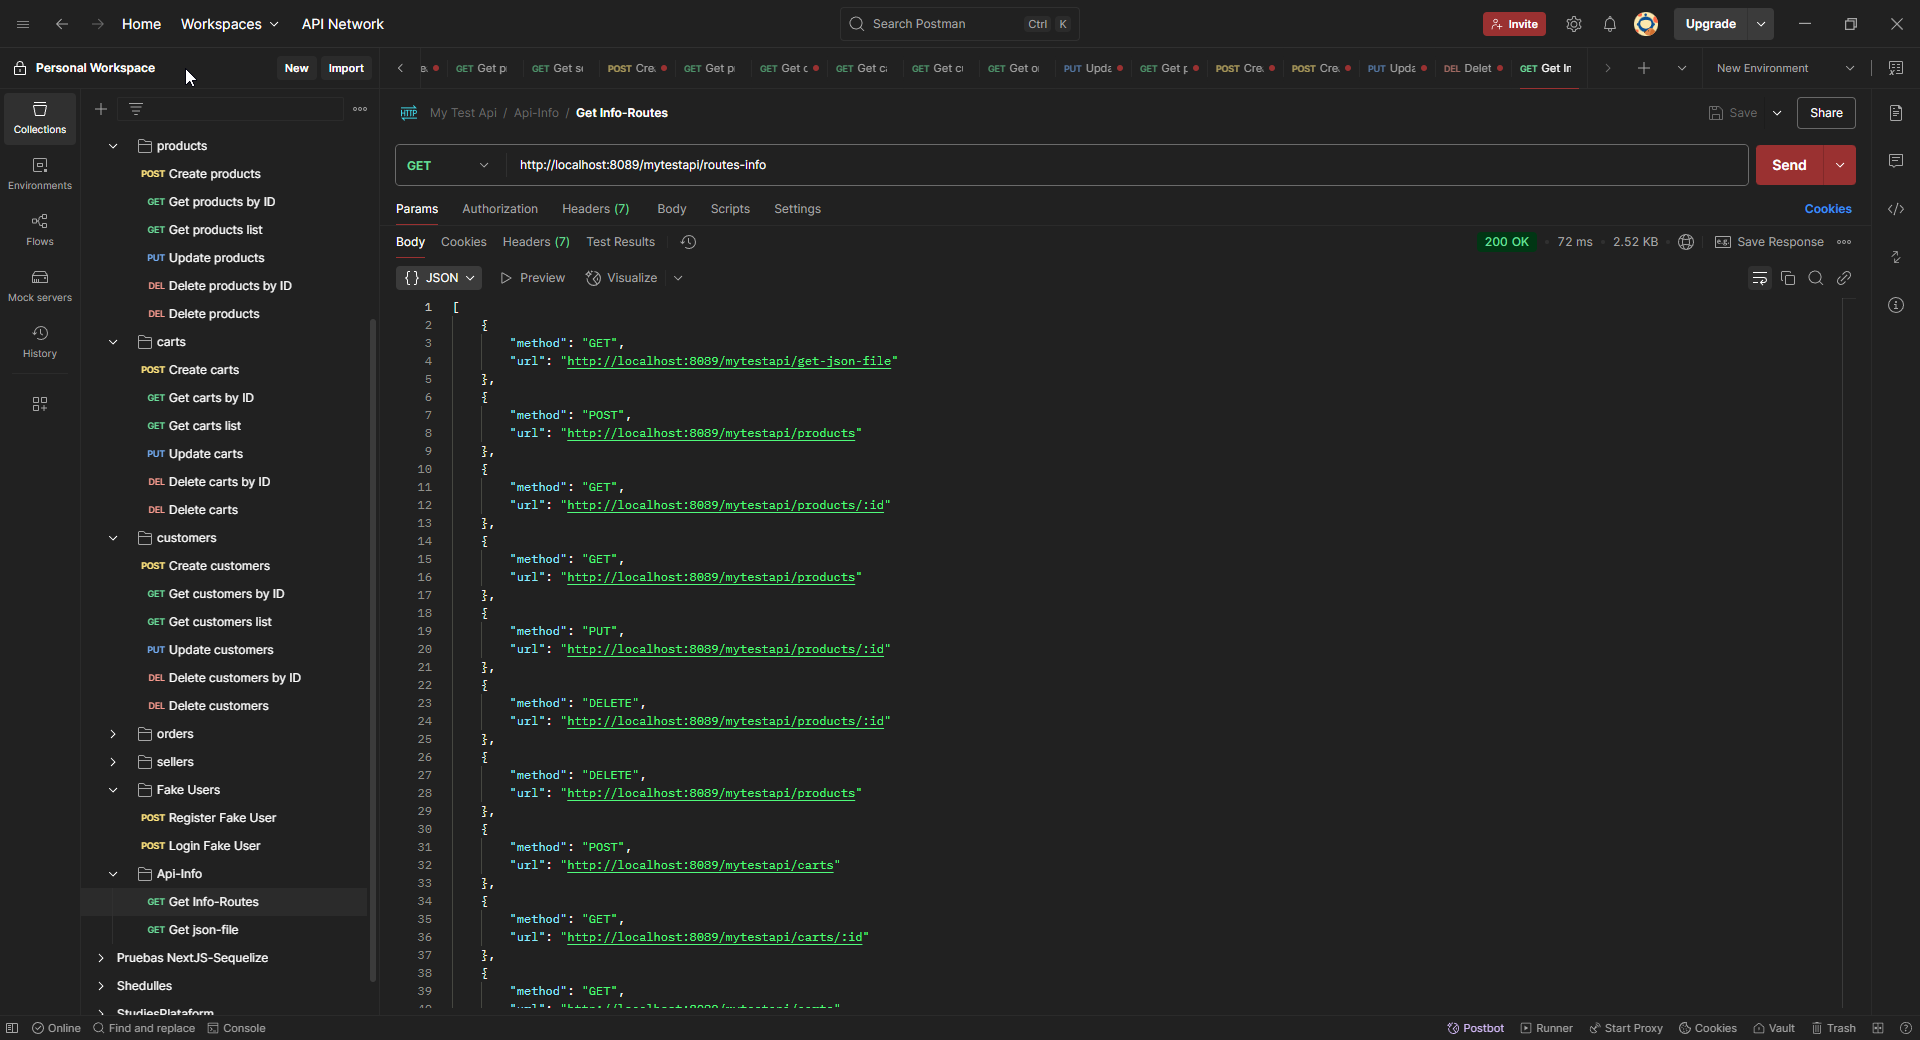 Home Workspaces API Network Search Postman Ctrl K Invite Upgrade
Personal Workspace New Import
POST Cre GET Get p GET Get c GET Get c GET Get o PUT Upda GET Get p POST Cre POST Cre PUT Upda DEL Delet GET Get In New Environment
Collections
Environments
Flows
Mock servers
History
products
POST Create products
GET Get products by ID
GET Get products list
PUT Update products
DEL Delete products by ID
DEL Delete products
carts
POST Create carts
GET Get carts by ID
GET Get carts list
PUT Update carts
DEL Delete carts by ID
DEL Delete carts
customers
POST Create customers
GET Get customers by ID
GET Get customers list
PUT Update customers
DEL Delete customers by ID
DEL Delete customers
orders
sellers
Fake Users
POST Register Fake User
POST Login Fake User
Api-Info
GET Get Info-Routes
GET Get json-file
Pruebas NextJS-Sequelize
Shedulles
StudiesPlataform
HTTP My Test Api / Api-Info / Get Info-Routes Save Share
GET http://localhost:8089/mytestapi/routes-info Send
Params Authorization Headers (7) Body Scripts Settings Cookies
Body Cookies Headers (7) Test Results 200 OK 72 ms 2.52 KB e.g. Save Response
{} JSON Preview Visualize
1 [
2 {
3 "method": "GET",
4 "url": "http://localhost:8089/mytestapi/get-json-file"
5 },
6 {
7 "method": "POST",
8 "url": "http://localhost:8089/mytestapi/products"
9 },
10 {
11 "method": "GET",
12 "url": "http://localhost:8089/mytestapi/products/:id"
13 },
14 {
15 "method": "GET",
16 "url": "http://localhost:8089/mytestapi/products"
17 },
18 {
19 "method": "PUT",
20 "url": "http://localhost:8089/mytestapi/products/:id"
21 },
22 {
23 "method": "DELETE",
24 "url": "http://localhost:8089/mytestapi/products/:id"
25 },
26 {
27 "method": "DELETE",
28 "url": "http://localhost:8089/mytestapi/products"
29 },
30 {
31 "method": "POST",
32 "url": "http://localhost:8089/mytestapi/carts"
33 },
34 {
35 "method": "GET",
36 "url": "http://localhost:8089/mytestapi/carts/:id"
37 },
38 {
39 "method": "GET",
40 "url": "http://localhost:8089/mytestapi/carts"
Online Find and replace Console Postbot Runner Start Proxy Cookies Vault Trash